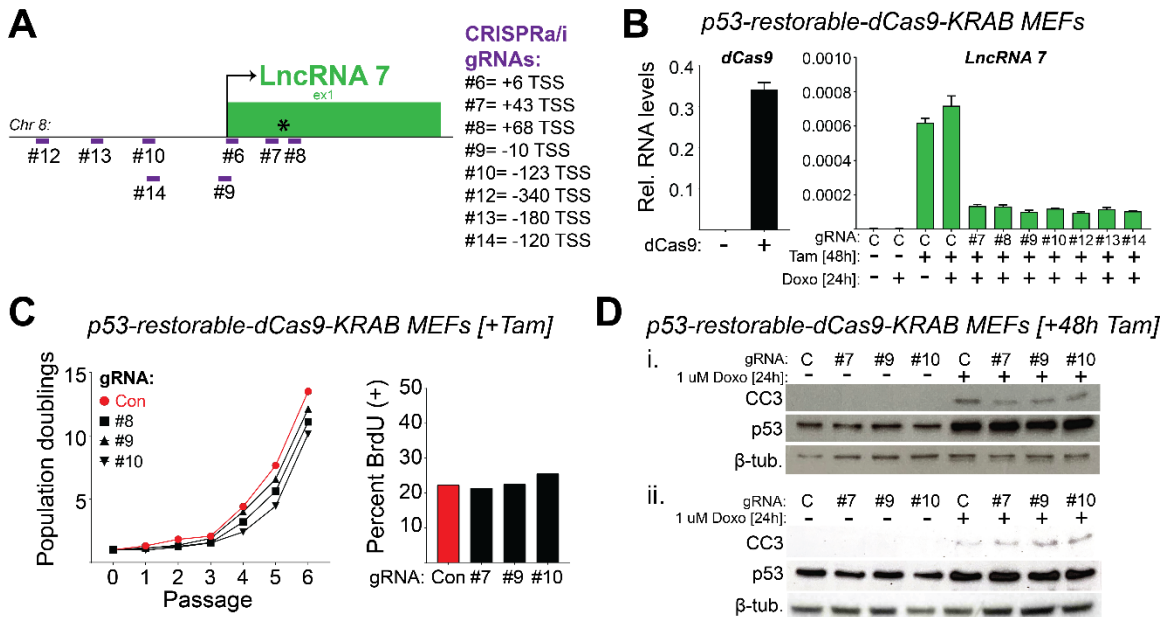 A
CRISPRa/i
gRNAs:
LncRNA 7
ex1
*
Chr 8:
#12 #13 #10 #6 #7 #8
#14 #9
#6= +6 TSS
#7= +43 TSS
#8= +68 TSS
#9= -10 TSS
#10= -123 TSS
#12= -340 TSS
#13= -180 TSS
#14= -120 TSS
B
p53-restorable-dCas9-KRAB MEFs
dCas9
Rel. RNA levels
0.4
0.3
0.2
0.1
dCas9: - +
LncRNA 7
0.0010
0.0008
0.0006
0.0004
0.0002
0.0000
gRNA: C C C C #7 #8 #9 #10 #12 #13 #14
Tam [48h]: - - + + + + + + + + +
Doxo [24h]: - + - + + + + + + + +
C
p53-restorable-dCas9-KRAB MEFs [+Tam]
Population doublings
15
10
5
gRNA:
Con
#8
#9
#10
0 1 2 3 4 5 6
Passage
Percent BrdU (+)
50
40
30
20
10
gRNA: Con #7 #9 #10
D
p53-restorable-dCas9-KRAB MEFs [+48h Tam]
i.
gRNA: C #7 #9 #10 C #7 #9 #10
1 uM Doxo [24h]: - - - - + + + +
CC3
p53
β-tub.
ii.
gRNA: C #7 #9 #10 C #7 #9 #10
1 uM Doxo [24h]: - - - - + + + +
CC3
p53
β-tub.